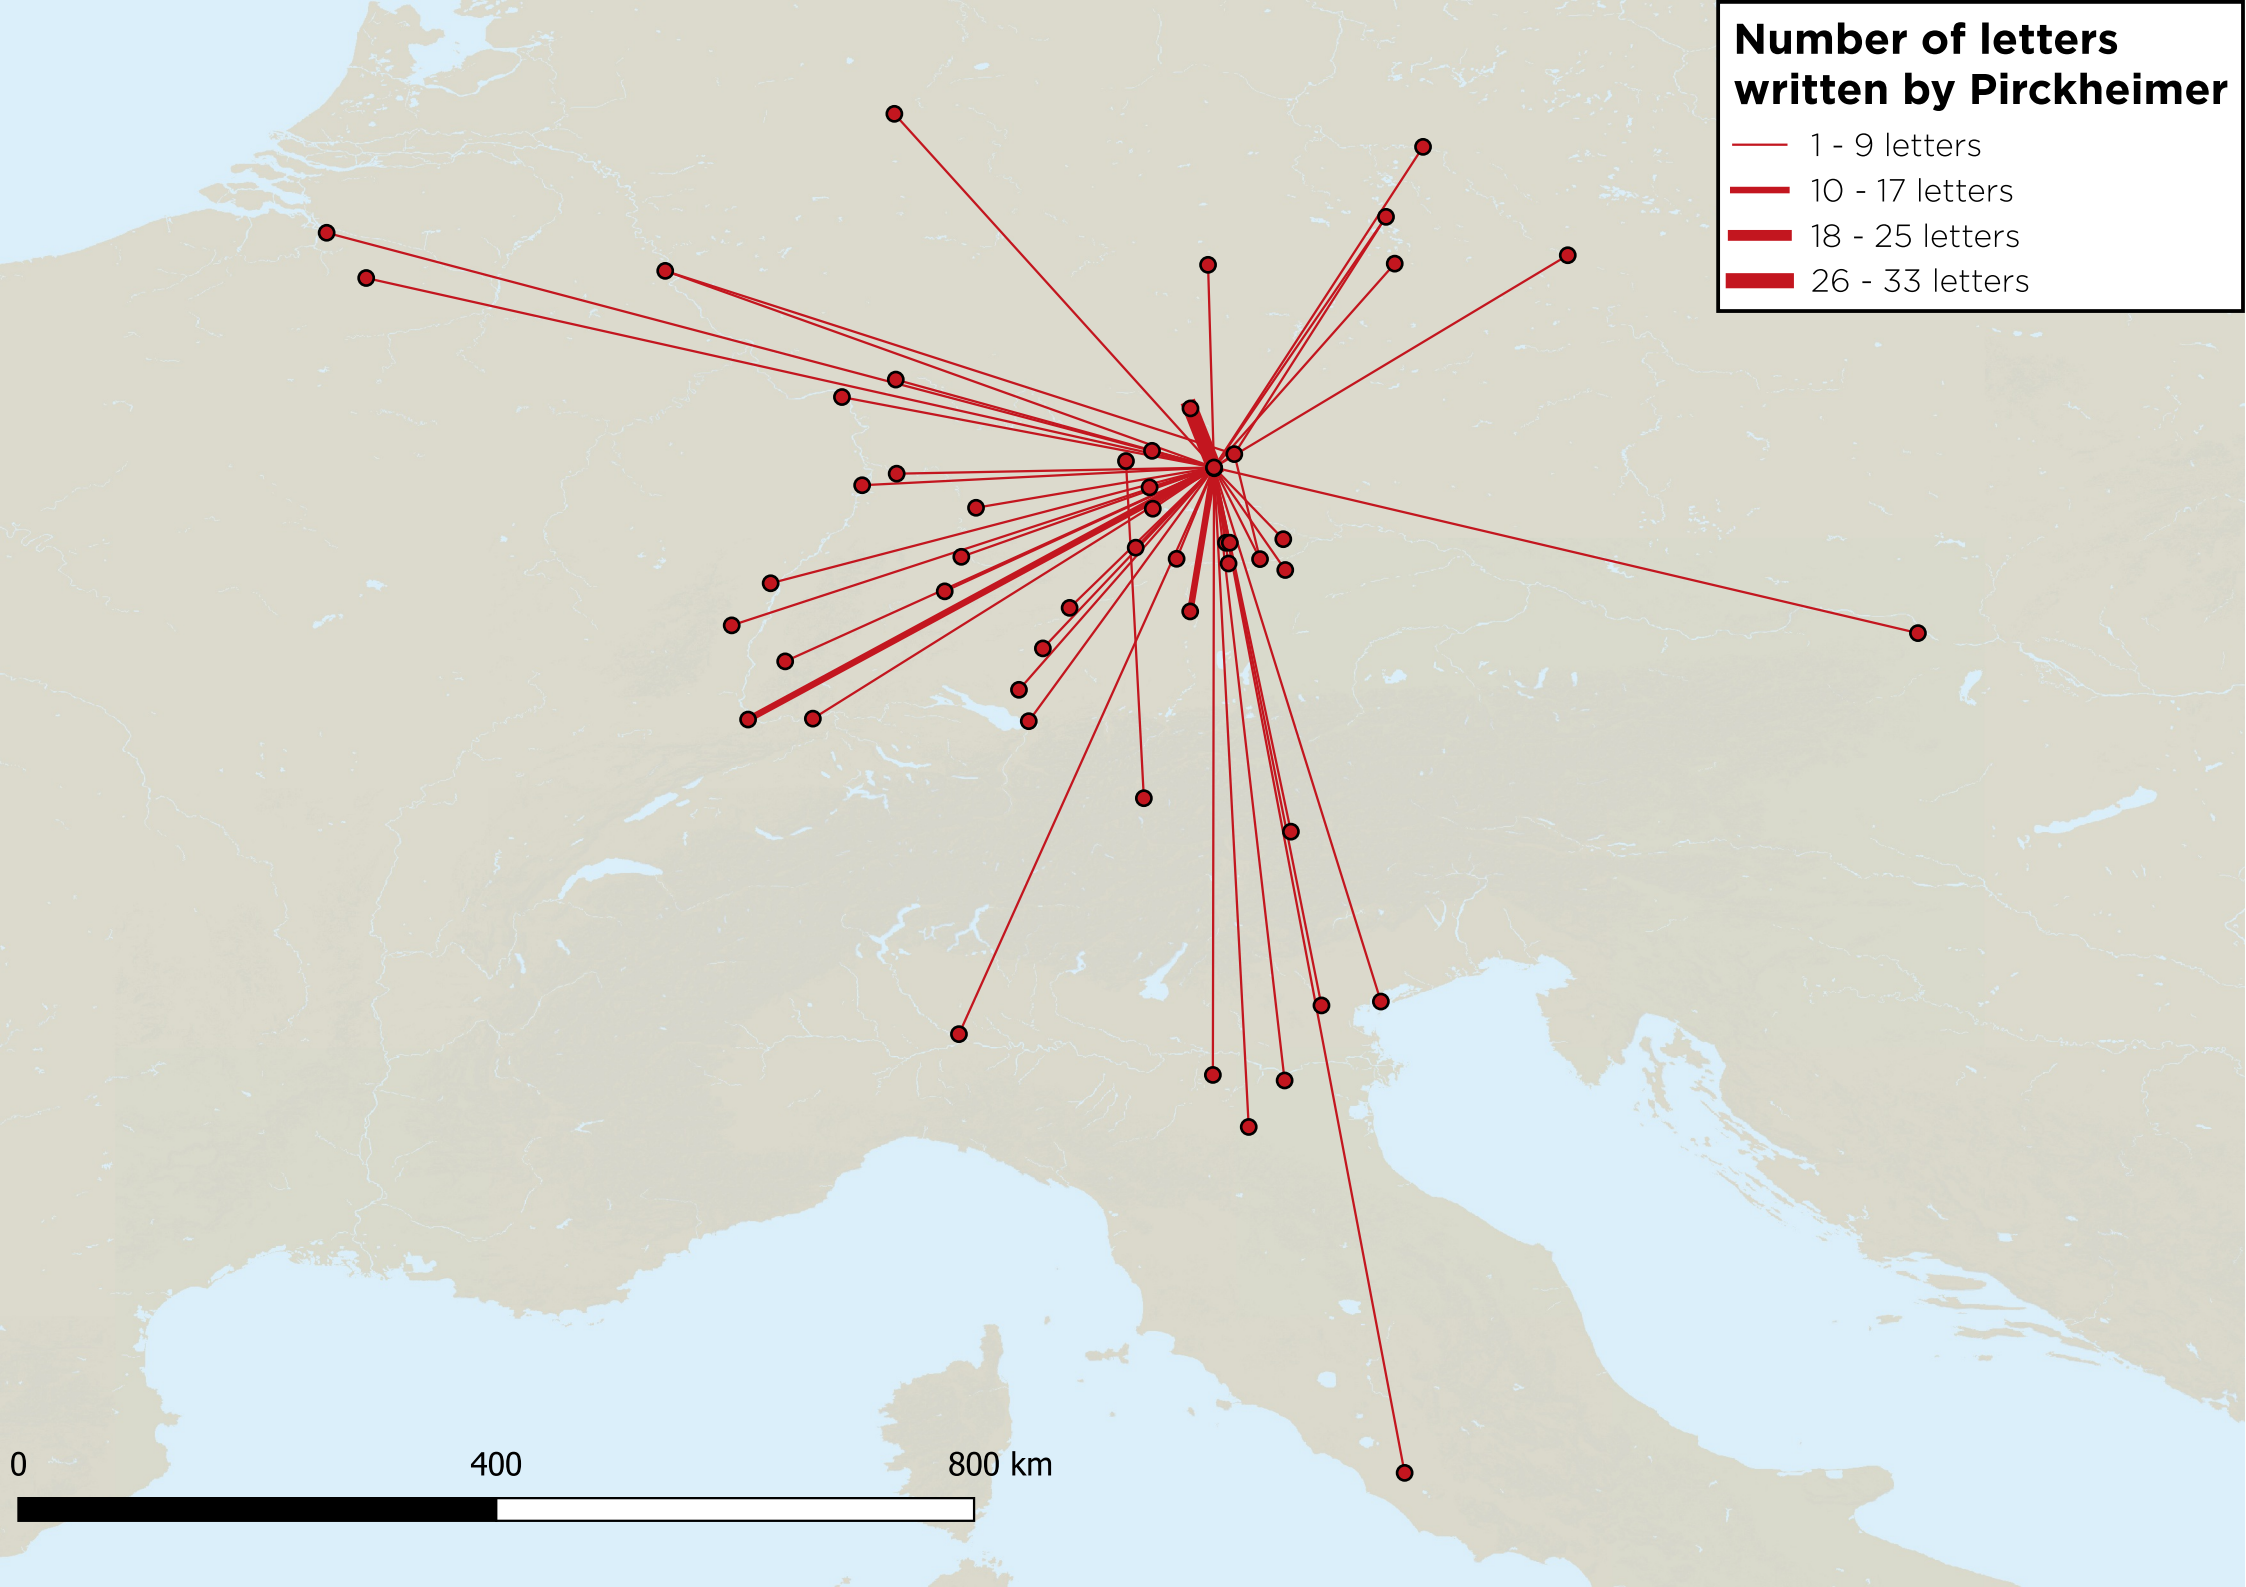 Number of letters
written by Pirckheimer
1 - 9 letters
10 - 17 letters
18 - 25 letters
26 - 33 letters
0 400 800 km